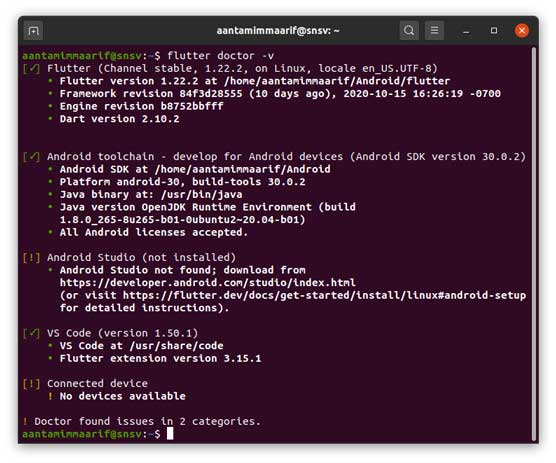 aantamimmaarif@snsv: ~
aantamimmaarif@snsv:~$ flutter doctor -v
[✓] Flutter (Channel stable, 1.22.2, on Linux, locale en_US.UTF-8)
• Flutter version 1.22.2 at /home/aantamimmaarif/Android/flutter
• Framework revision 84f3d28555 (10 days ago), 2020-10-15 16:26:19 -0700
• Engine revision b8752bbfff
• Dart version 2.10.2
[✓] Android toolchain - develop for Android devices (Android SDK version 30.0.2)
• Android SDK at /home/aantamimmaarif/Android
• Platform android-30, build-tools 30.0.2
• Java binary at: /usr/bin/java
• Java version OpenJDK Runtime Environment (build
1.8.0_265-8u265-b01-0ubuntu2~20.04-b01)
• All Android licenses accepted.
[!] Android Studio (not installed)
• Android Studio not found; download from
https://developer.android.com/studio/index.html
(or visit https://flutter.dev/docs/get-started/install/linux#android-setup
for detailed instructions).
[✓] VS Code (version 1.50.1)
• VS Code at /usr/share/code
• Flutter extension version 3.15.1
[!] Connected device
! No devices available
! Doctor found issues in 2 categories.
aantamimmaarif@snsv:~$